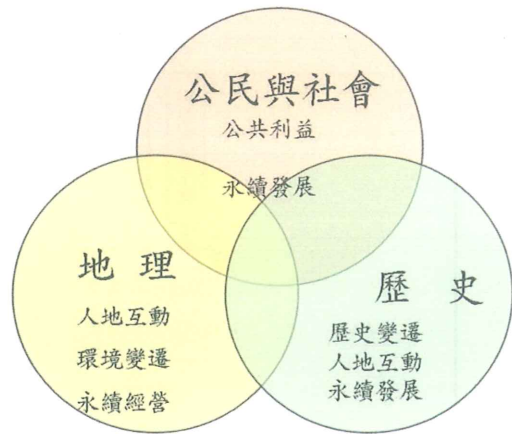 公民與社會
公共利益
永續發展
地 理
人地互動
環境變遷
永續經營
歷 史
歷史變遷
人地互動
永續發展